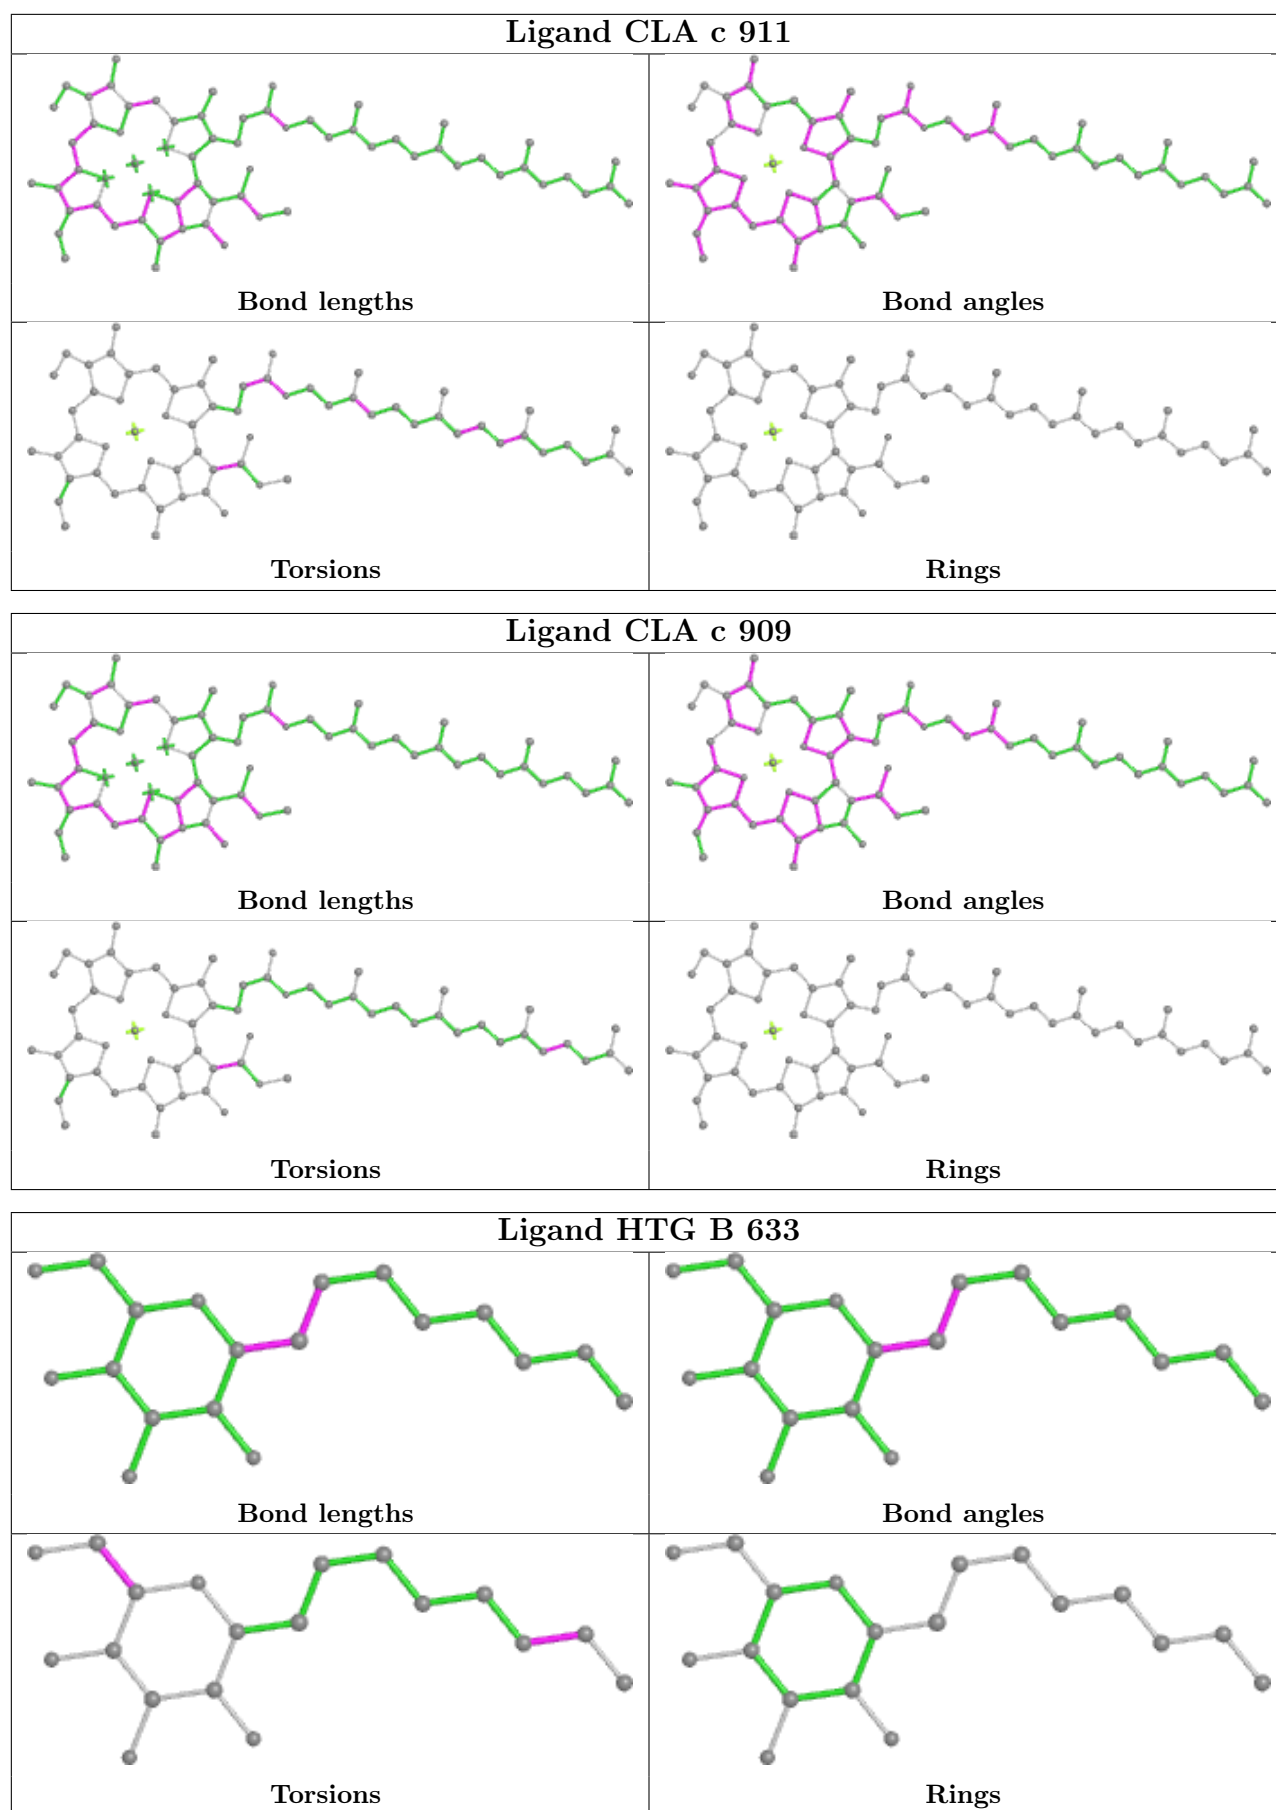 Ligand CLA c 911
Bond lengths
Bond angles
Torsions
Rings
Ligand CLA c 909
Bond lengths
Bond angles
Torsions
Rings
Ligand HTG B 633
Bond lengths
Bond angles
Torsions
Rings